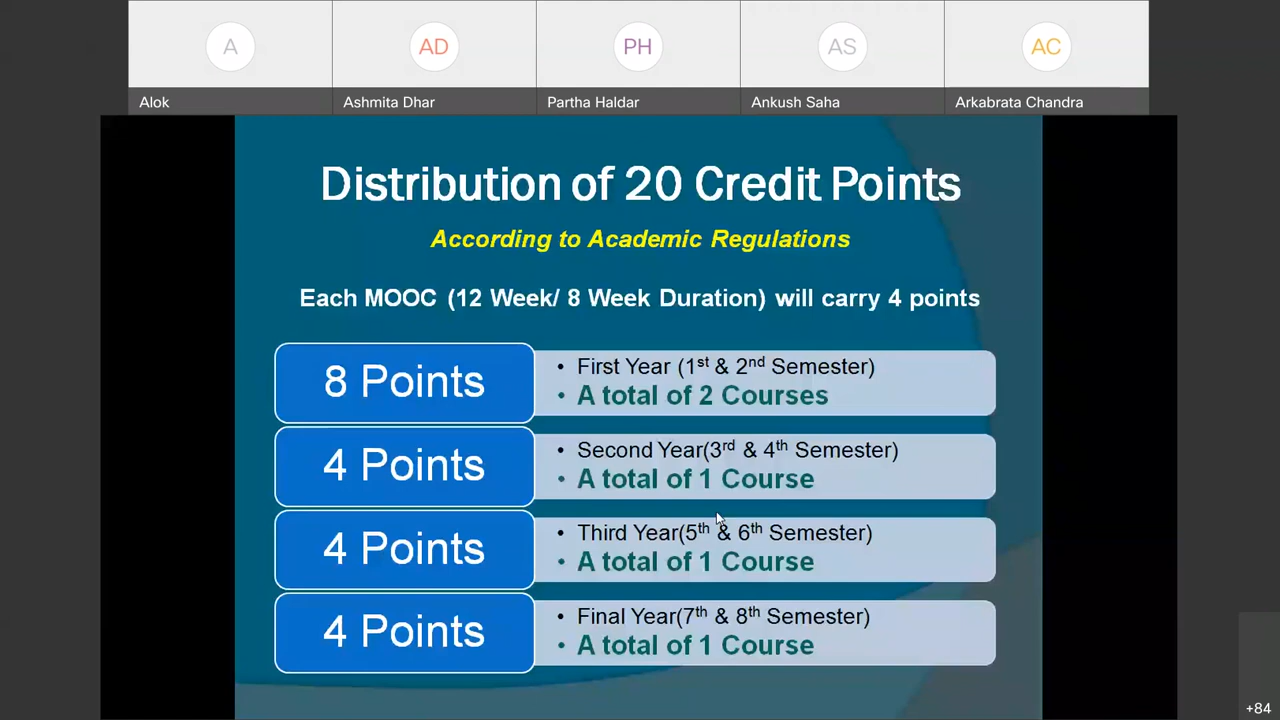 A
AD
PH
AS
AC
Alok
Ashmita Dhar
Partha Haldar
Ankush Saha
Arkabrata Chandra
Distribution of 20 Credit Points
According to Academic Regulations
Each MOOC (12 Week/ 8 Week Duration) will carry 4 points
8 Points
• First Year (1st & 2nd Semester)
• A total of 2 Courses
4 Points
• Second Year(3rd & 4th Semester)
• A total of 1 Course
4 Points
• Third Year(5th & 6th Semester)
• A total of 1 Course
4 Points
• Final Year(7th & 8th Semester)
• A total of 1 Course
+84